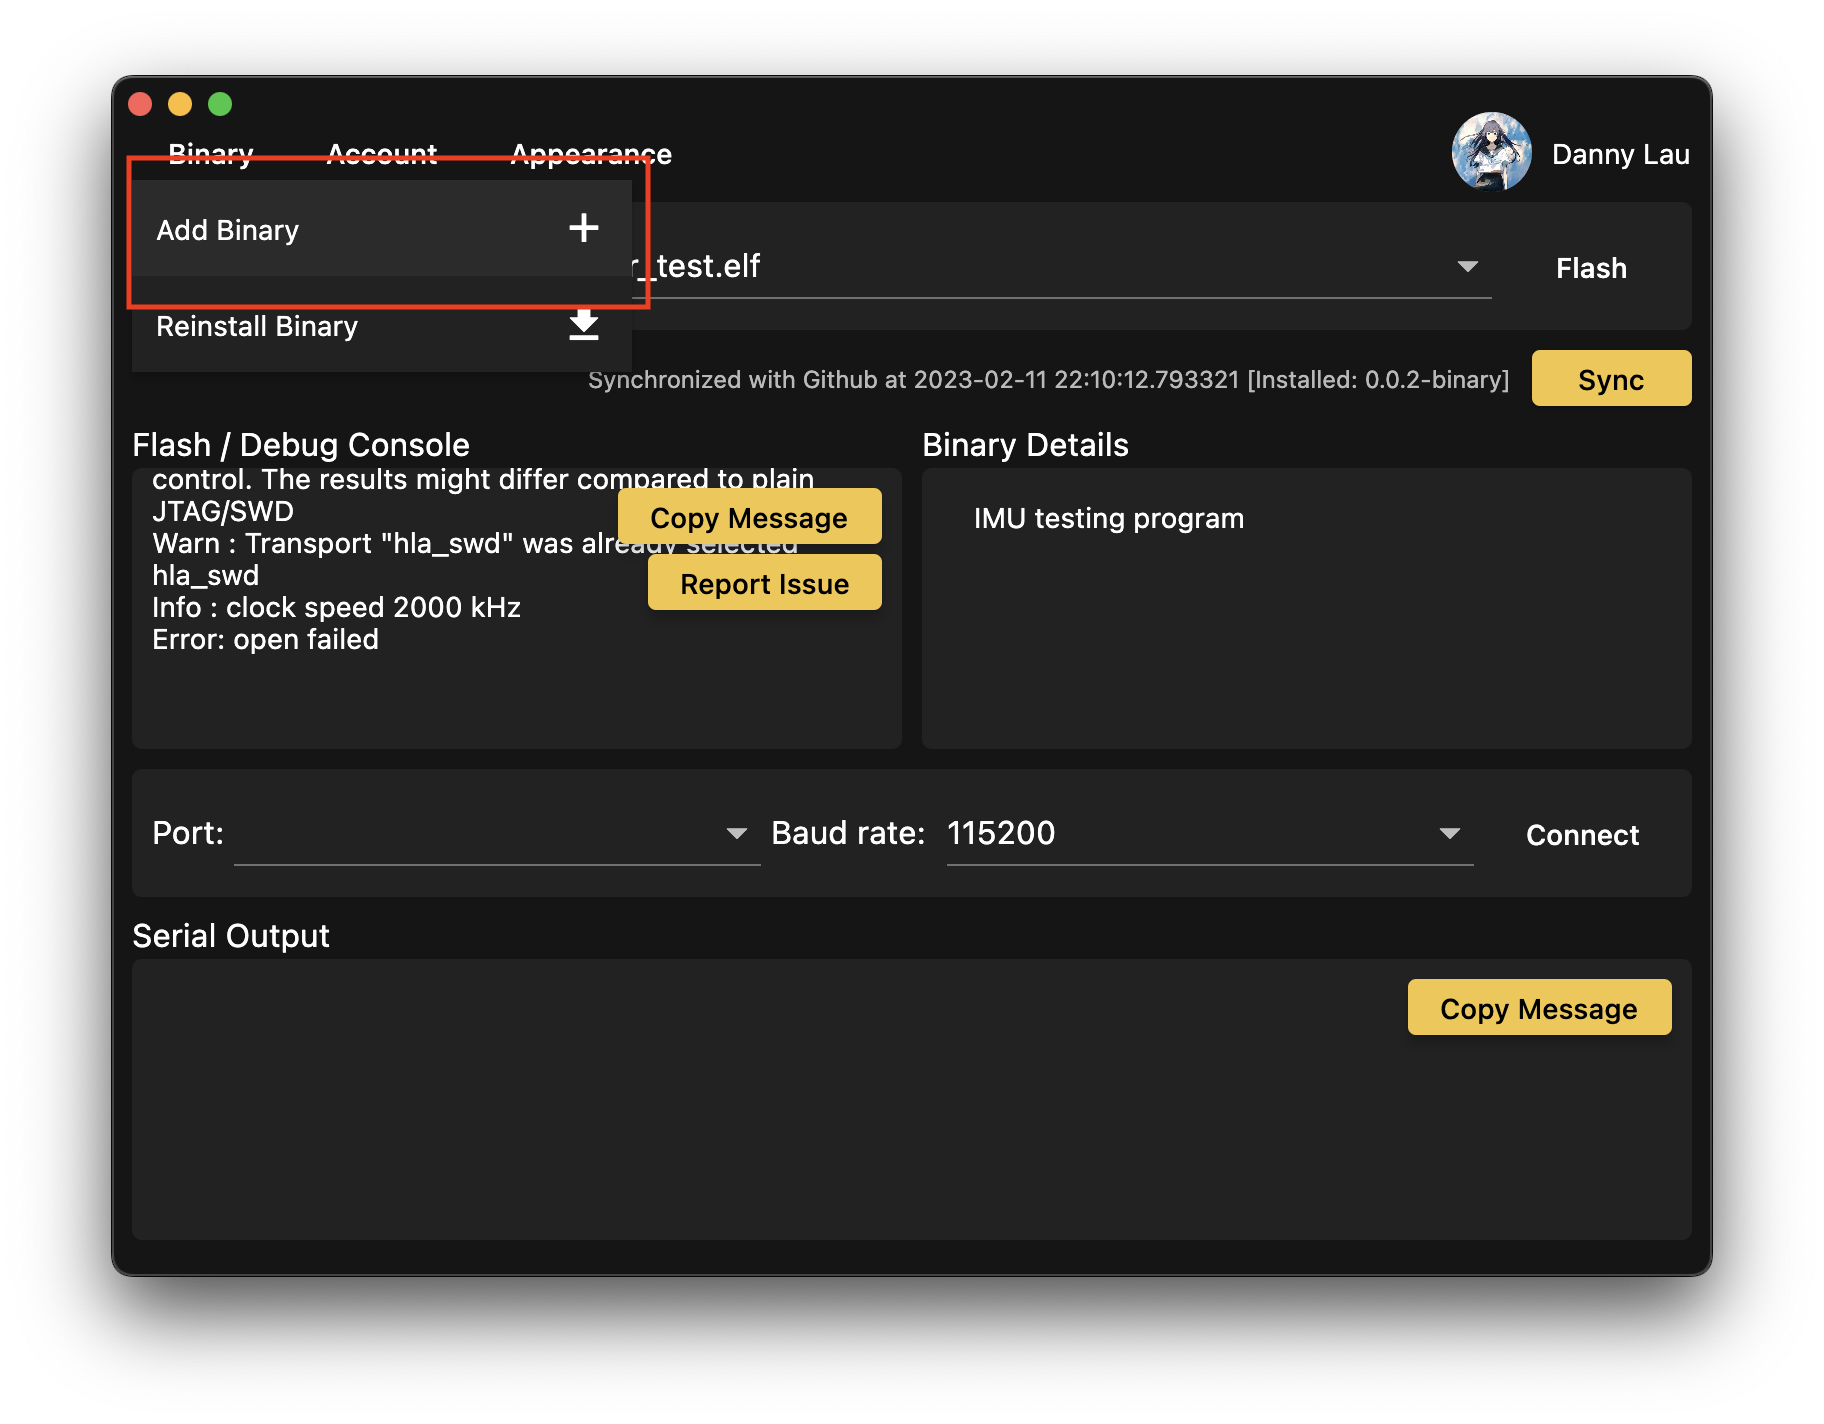 Binary Account Appearance
Danny Lau
Add Binary
r_test.elf
Flash
Reinstall Binary
Synchronized with Github at 2023-02-11 22:10:12.793321 [Installed: 0.0.2-binary]
Sync
Flash / Debug Console
control. The results might differ compared to plain
JTAG/SWD
Warn : Transport "hla_swd" was already selected
hla_swd
Info : clock speed 2000 kHz
Error: open failed
Copy Message
Report Issue
Binary Details
IMU testing program
Port:
Baud rate: 115200
Connect
Serial Output
Copy Message